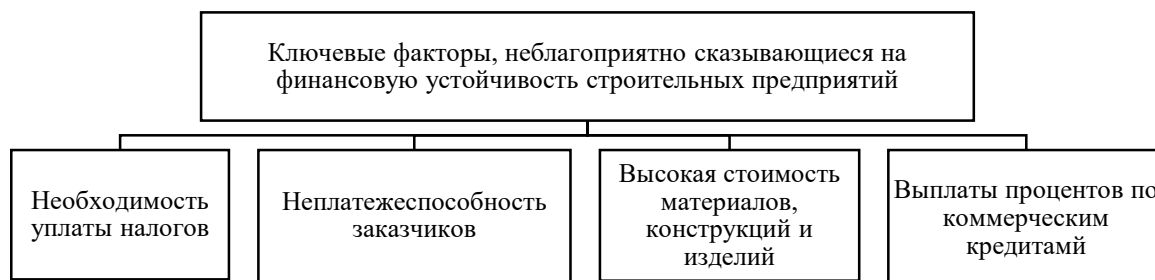 Ключевые факторы, неблагоприятно сказывающиеся на
финансовую устойчивость строительных предприятий
Необходимость
уплаты налогов
Неплатежеспособность
заказчиков
Высокая стоимость
материалов,
конструкций и
изделий
Выплаты процентов по
коммерческим
кредитамй